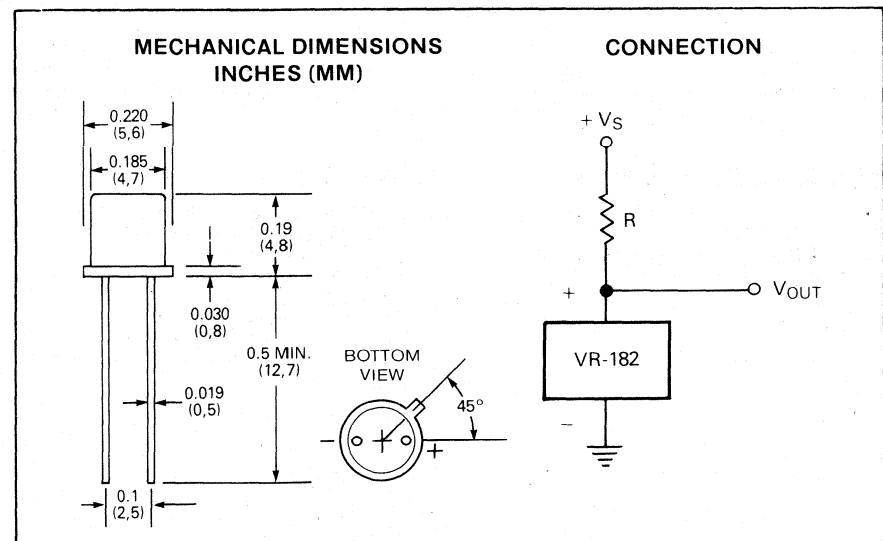 MECHANICAL DIMENSIONS
INCHES (MM)
CONNECTION
0.220
(5,6)
0.185
(4,7)
0.19
(4,8)
0.030
(0,8)
0.5 MIN.
(12,7)
0.019
(0,5)
0.1
(2,5)
BOTTOM
VIEW
45°
-
+
+ VS
R
+
VOUT
VR-182
-